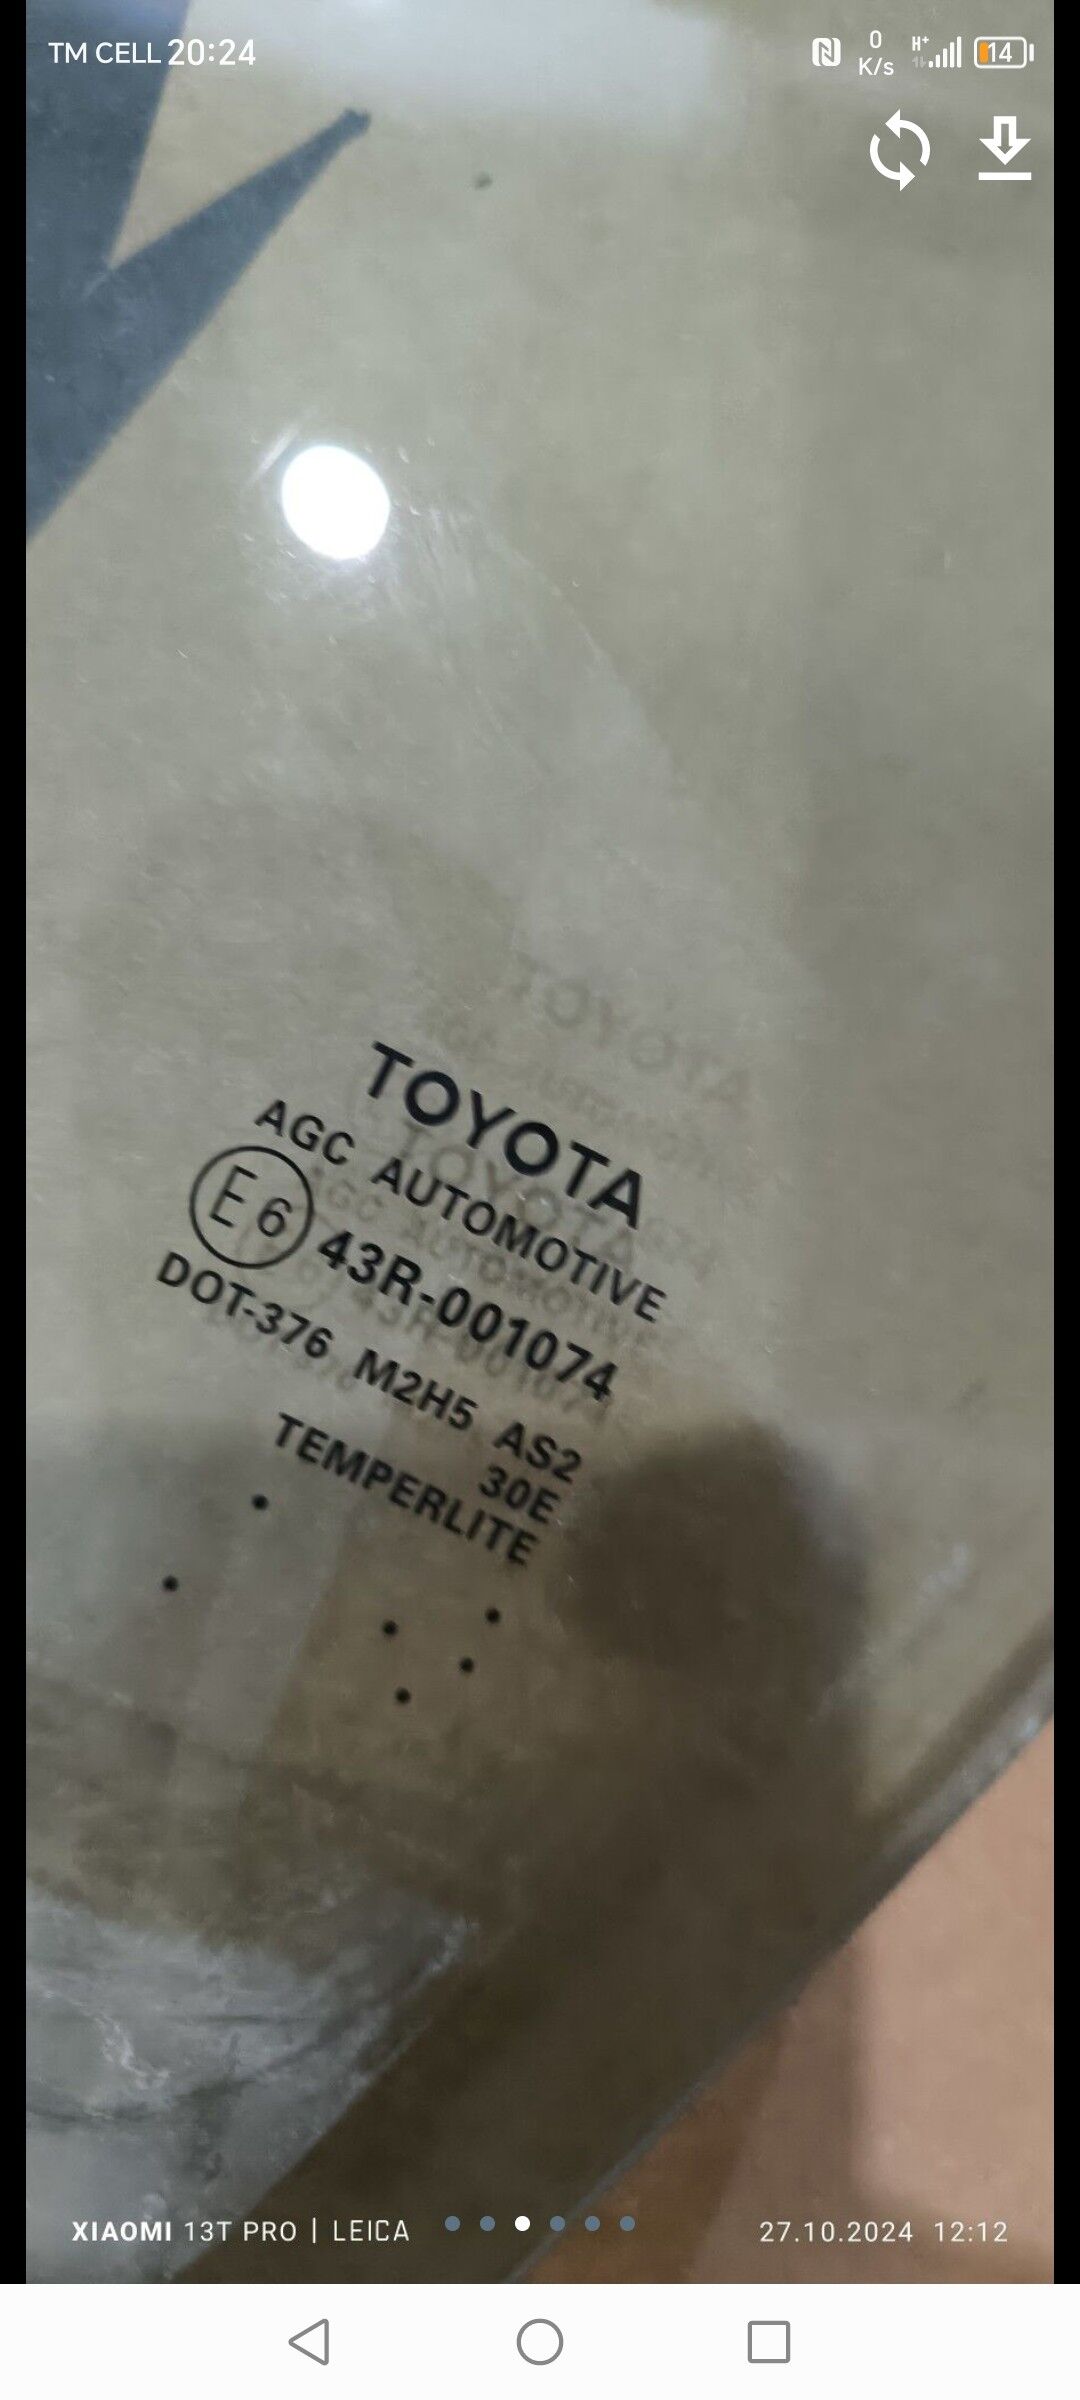 TM CELL 20:24
0
K/s
H+
14
TOYOTA
AGC AUTOMOTIVE
E6 43R-001074
DOT-376 M2H5 AS2
30E
TEMPERLITE
XIAOMI 13T PRO | LEICA
27.10.2024 12:12